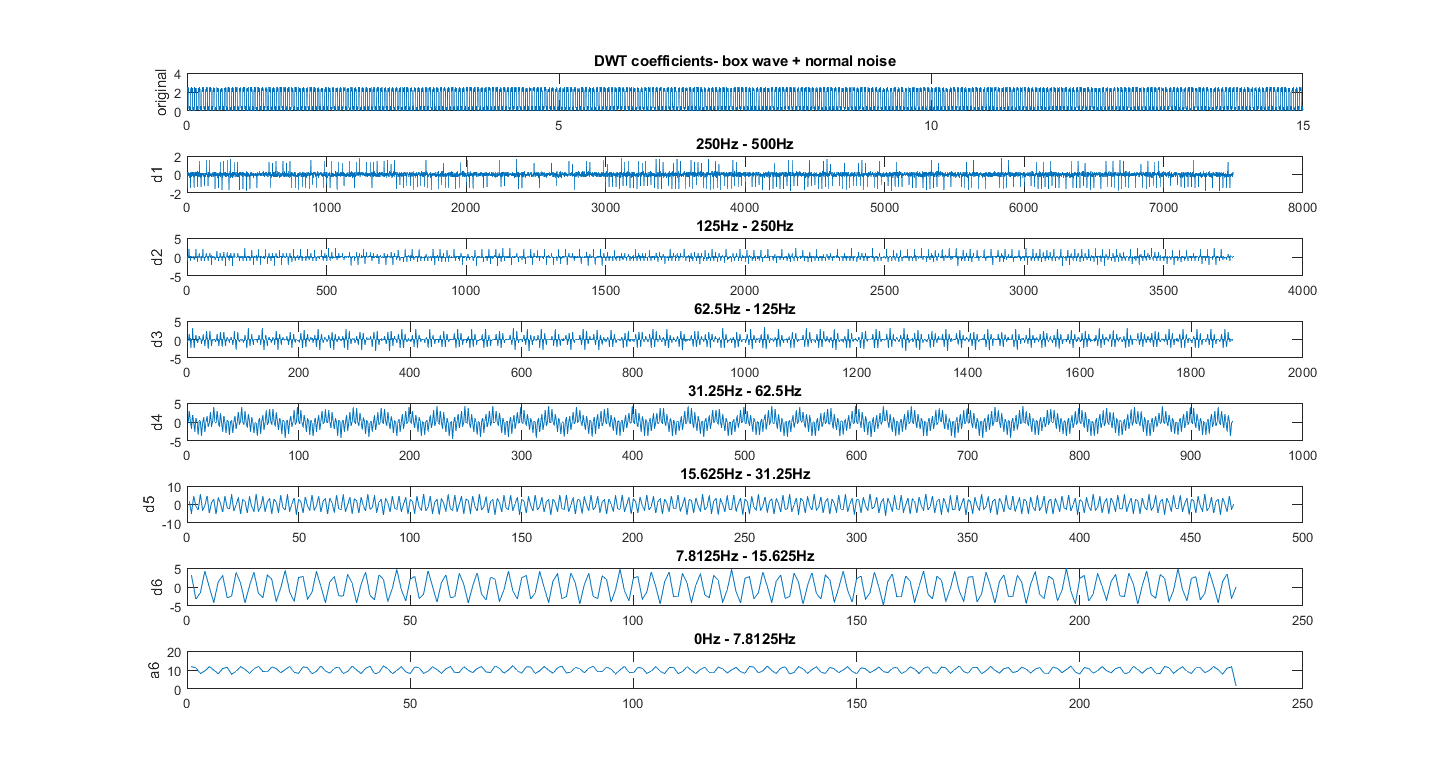 DWT coefficients- box wave + normal noise
original
4
2
0
0 5 10 15
250Hz - 500Hz
d1
2
0
-2
0 1000 2000 3000 4000 5000 6000 7000 8000
125Hz - 250Hz
d2
5
0
-5
0 500 1000 1500 2000 2500 3000 3500 4000
62.5Hz - 125Hz
d3
5
0
-5
0 200 400 600 800 1000 1200 1400 1600 1800 2000
31.25Hz - 62.5Hz
d4
5
0
-5
0 100 200 300 400 500 600 700 800 900 1000
15.625Hz - 31.25Hz
d5
10
0
-10
0 50 100 150 200 250 300 350 400 450 500
7.8125Hz - 15.625Hz
d6
5
0
-5
0 50 100 150 200 250
0Hz - 7.8125Hz
a6
20
10
0
0 50 100 150 200 250